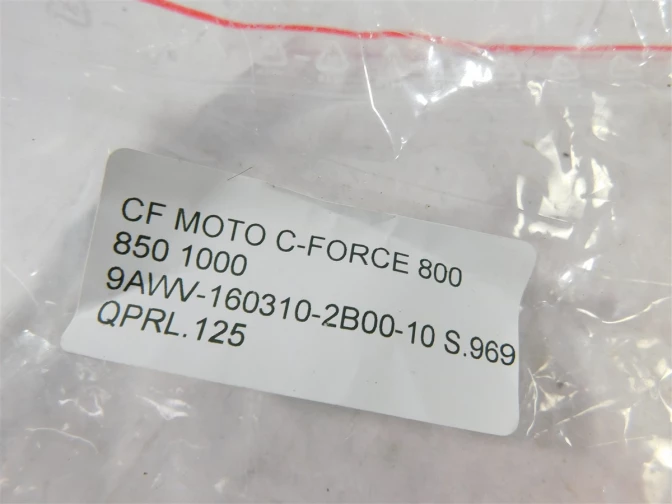 CF MOTO C-FORCE 800
850 1000
9AWV-160310-2B00-10 S.969
QPRL.125